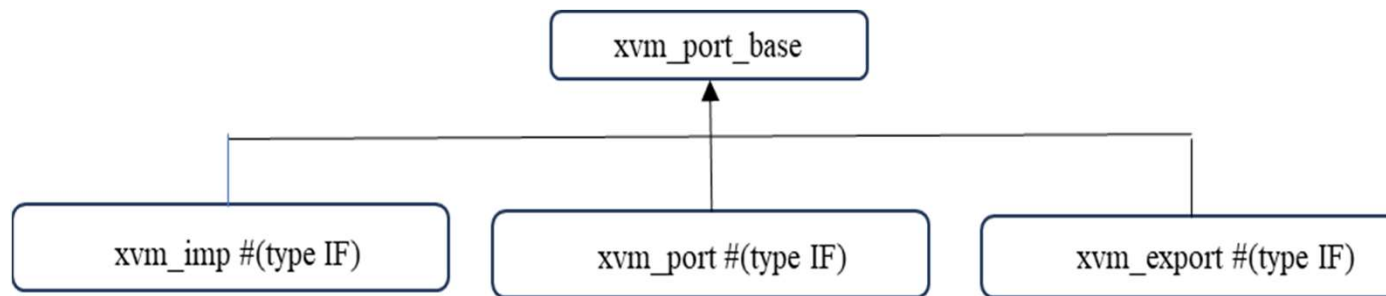 xvm_port_base
xvm_imp #(type IF)
xvm_port #(type IF)
xvm_export #(type IF)